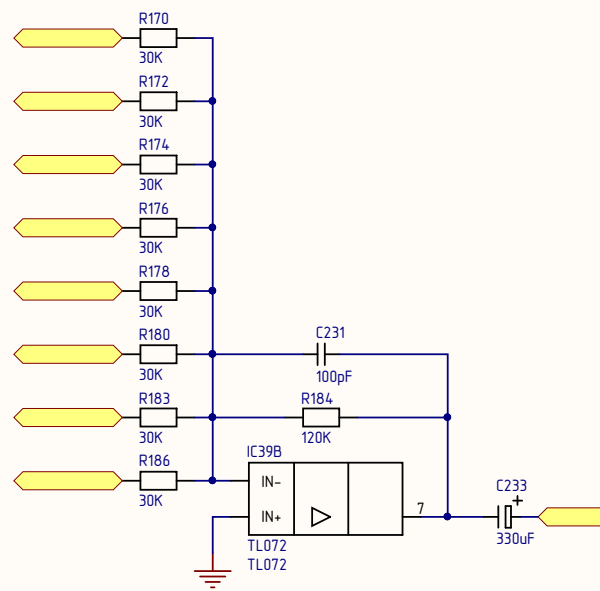 R170
30K
R172
30K
R174
30K
R176
30K
R178
30K
R180
30K
C231
100pF
R183
30K
R184
120K
R186
30K
IC39B
IN-
IN+
7
TL072
TL072
C233
+
330uF